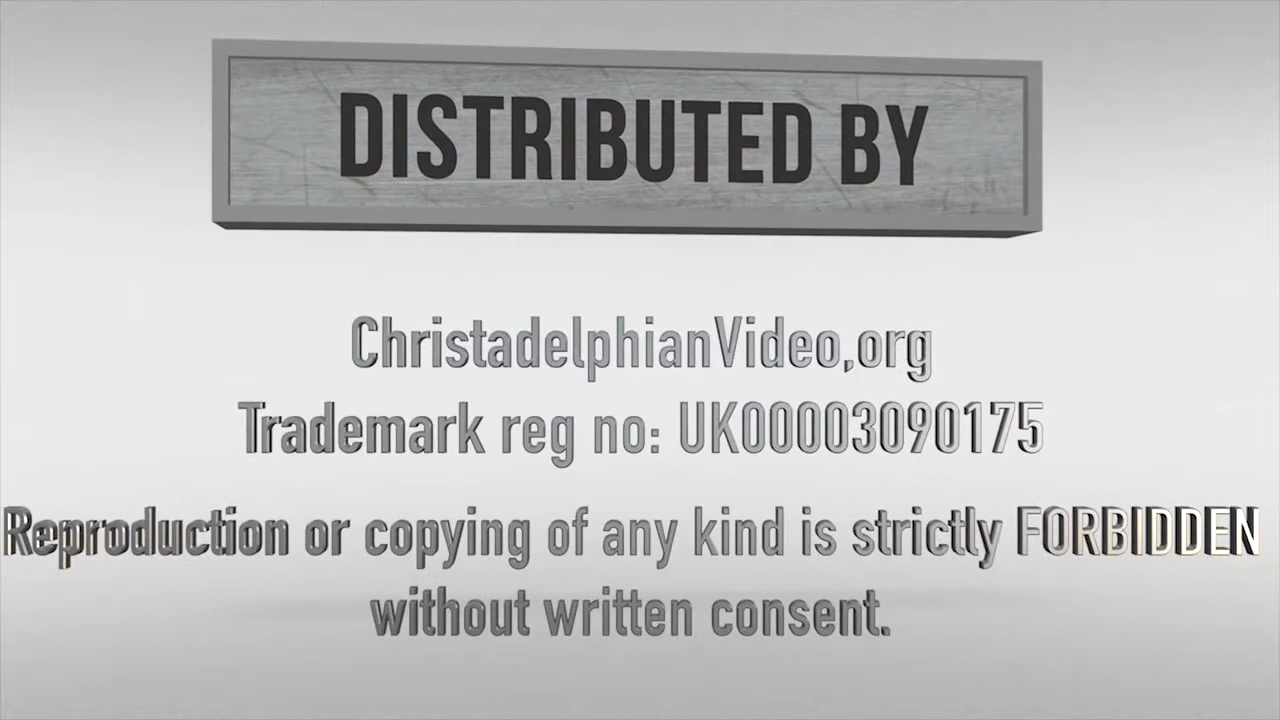 DISTRIBUTED BY
ChristadelphianVideo,org
Trademark reg no: UK00003090175
Reproduction or copying of any kind is strictly FORBIDDEN
without written consent.